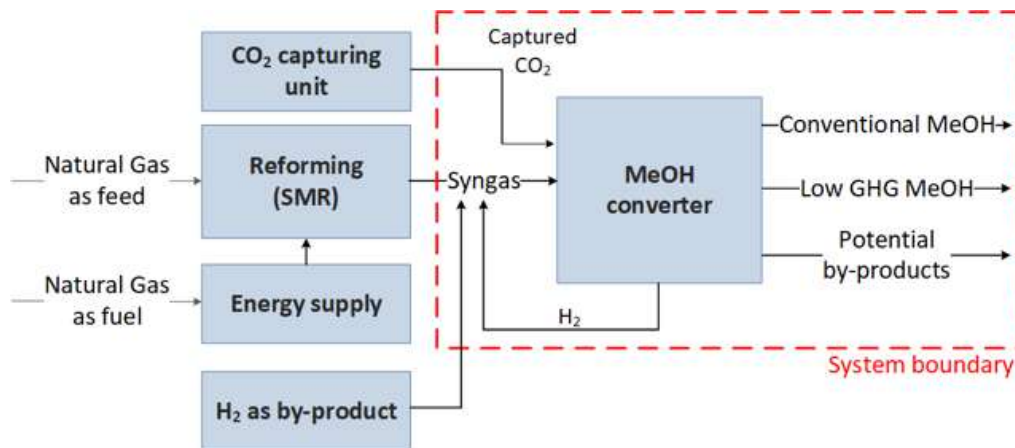 CO₂ capturing
unit
Captured
CO₂
Natural Gas
as feed
Reforming
(SMR)
Syngas
MeOH
converter
Conventional MeOH
Low GHG MeOH
Potential
by-products
Natural Gas
as fuel
Energy supply
H₂
System boundary
H₂ as by-product